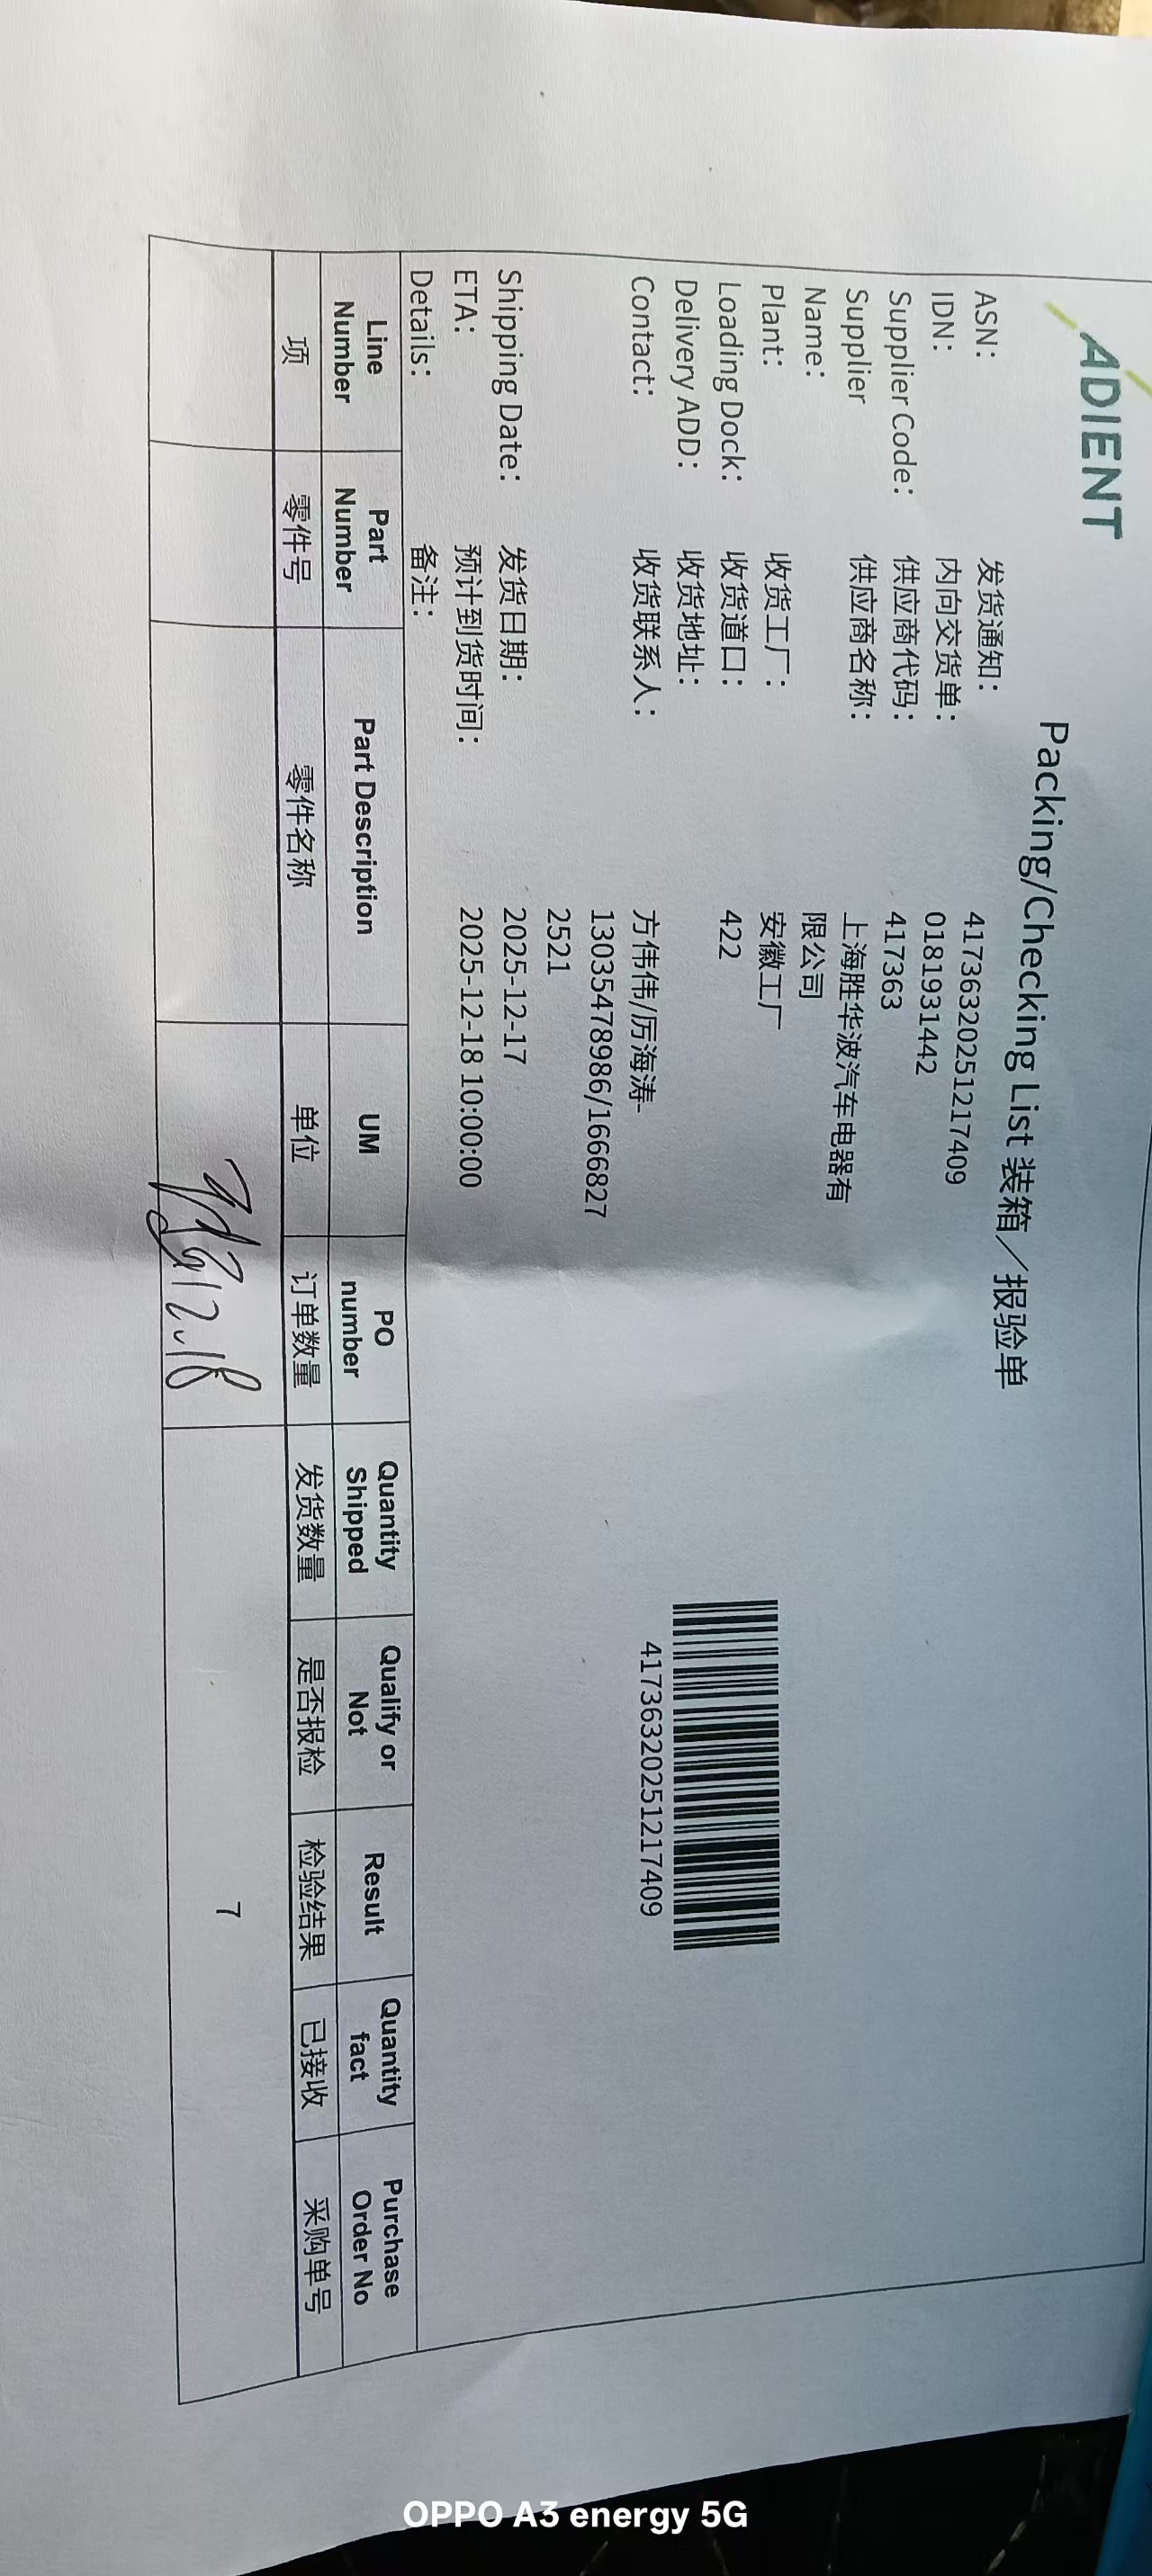 ADIENT
Packing/Checking List 装箱／报验单
ASN: 发货通知: 41736320251217409
IDN: 内向交货单: 0181931442
Supplier Code: 供应商代码: 417363
Supplier 供应商名称: 上海胜华波汽车电器有
Name: 限公司
Plant: 收货工厂: 安徽工厂
Loading Dock: 收货道口: 422
Delivery ADD: 收货地址:
Contact: 收货联系人: 方伟伟/厉海涛-
13035478986/1666827
2521
Shipping Date: 发货日期: 2025-12-17
ETA: 预计到货时间: 2025-12-18 10:00:00
Details: 备注:
41736320251217409
Line Number Part Number Part Description UM PO number Quantity Shipped Qualify or Not Result Quantity fact Purchase Order No
项 零件号 零件名称 单位 订单数量 发货数量 是否报检 检验结果 已接收 采购单号
12.18 7
OPPO A3 energy 5G